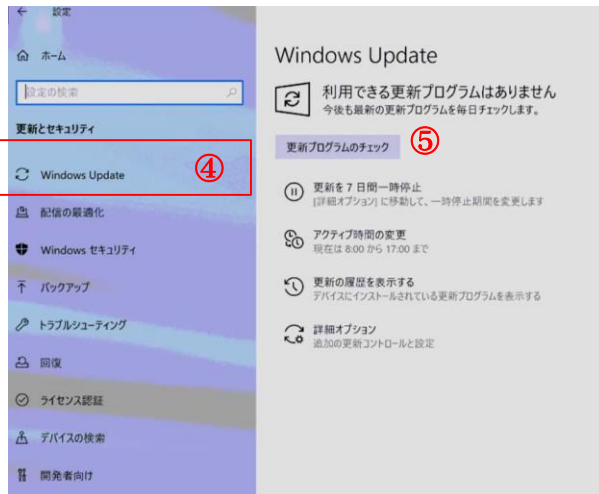 設定
ホーム
設定の検索
更新とセキュリティ
Windows Update
④
配信の最適化
Windows セキュリティ
バックアップ
トラブルシューティング
回復
ライセンス認証
デバイスの検索
開発者向け
Windows Update
利用できる更新プログラムはありません
今後も最新の更新プログラムを毎日チェックします。
更新プログラムのチェック
⑤
更新を 7 日間一時停止
[詳細オプション] に移動して、一時停止期間を変更します
アクティブ時間の変更
現在は 8:00 から 17:00 まで
更新の履歴を表示する
デバイスにインストールされている更新プログラムを表示する
詳細オプション
追加の更新コントロールと設定